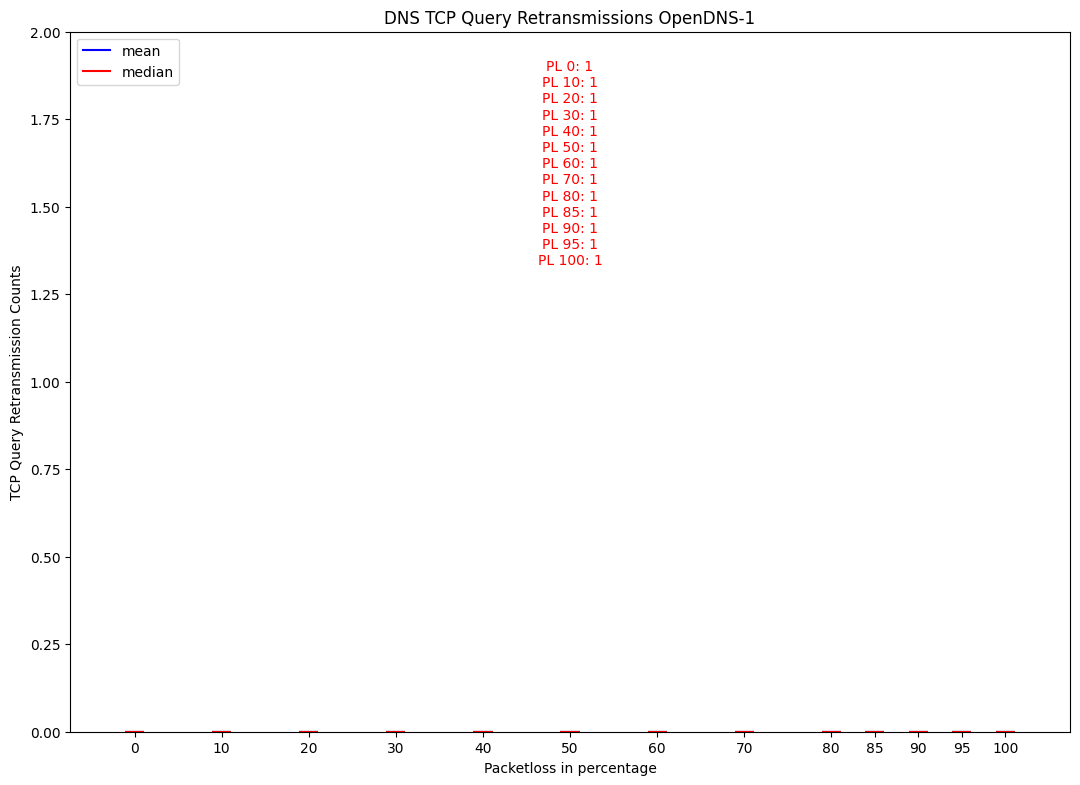 DNS TCP Query Retransmissions OpenDNS-1
mean
median
PL 0: 1
PL 10: 1
PL 20: 1
PL 30: 1
PL 40: 1
PL 50: 1
PL 60: 1
PL 70: 1
PL 80: 1
PL 85: 1
PL 90: 1
PL 95: 1
PL 100: 1
TCP Query Retransmission Counts
2.00
1.75
1.50
1.25
1.00
0.75
0.50
0.25
0.00
0 10 20 30 40 50 60 70 80 85 90 95 100
Packetloss in percentage